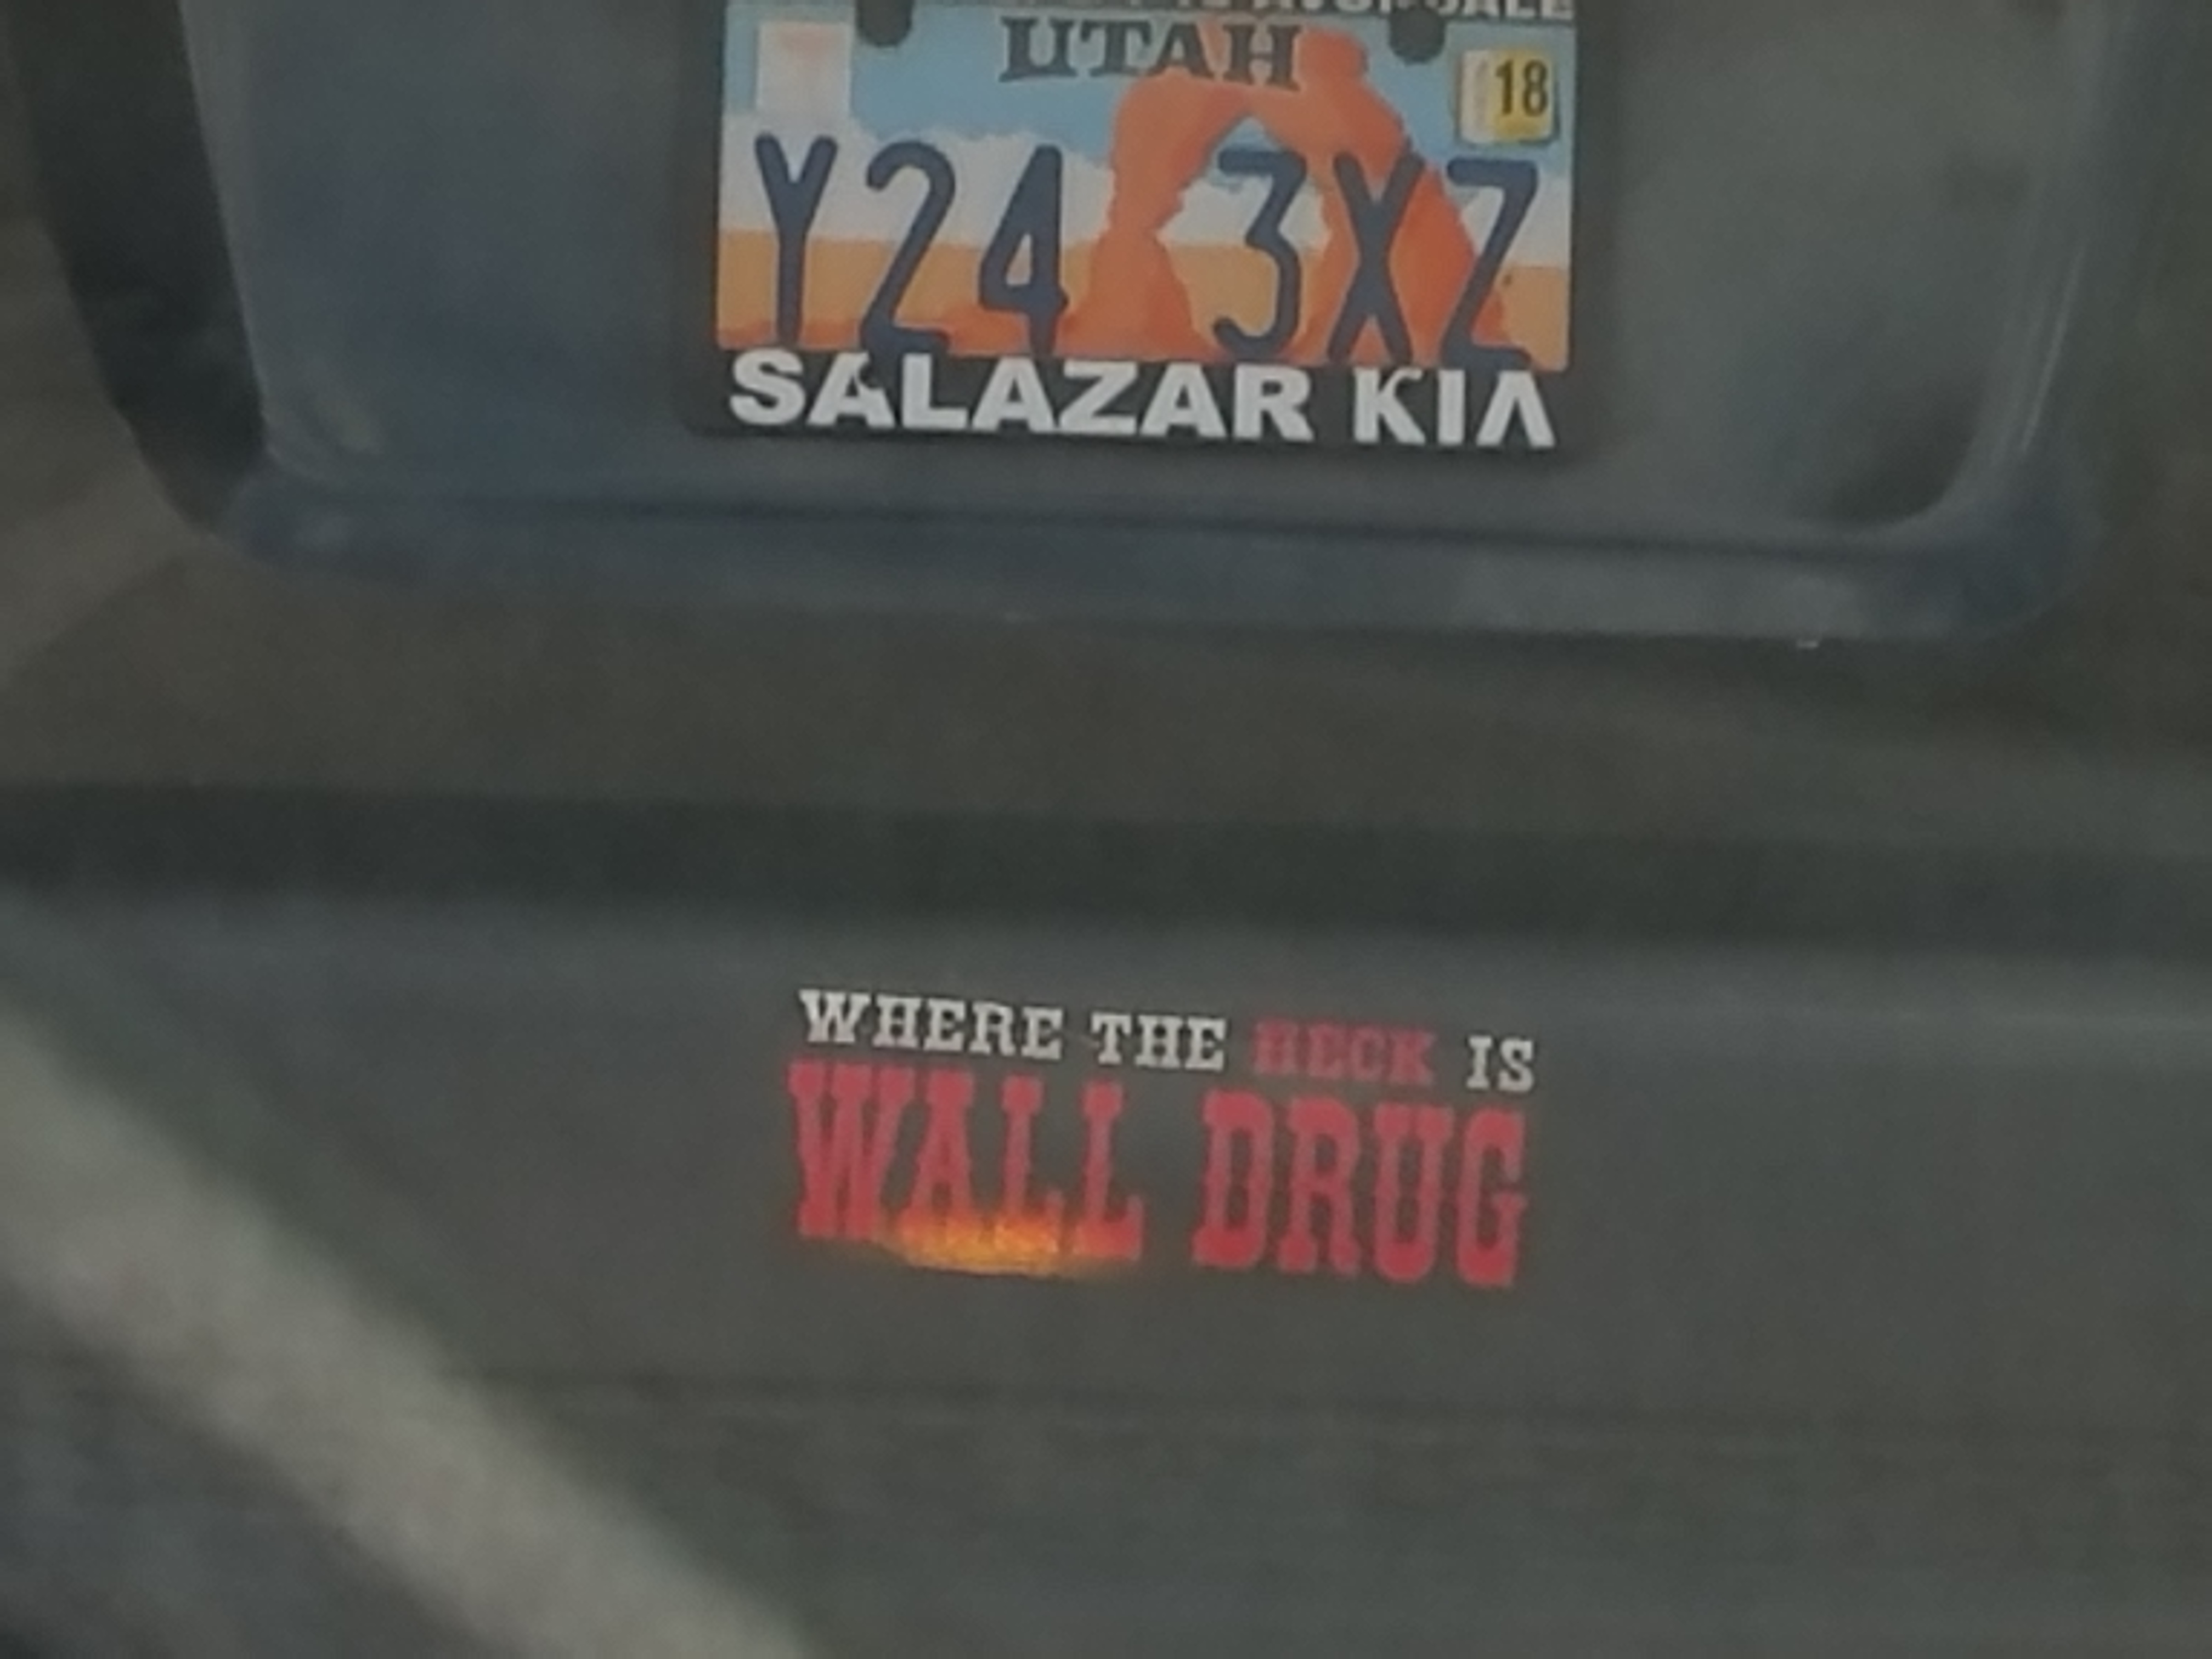 UTAH
18
Y24 3XZ
SALAZAR KIA
WHERE THE HECK IS
WALL DRUG